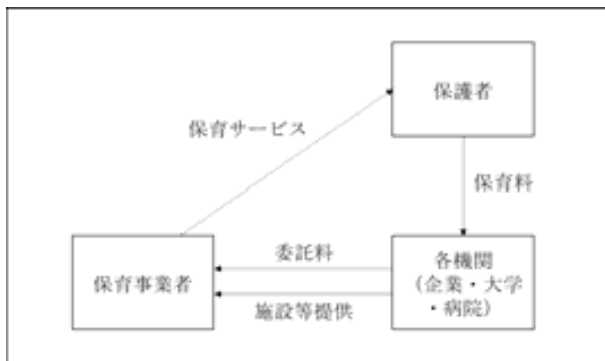 保護者
保育サービス
保育料
保育事業者
委託料
施設等提供
各機関
（企業・大学
・病院）